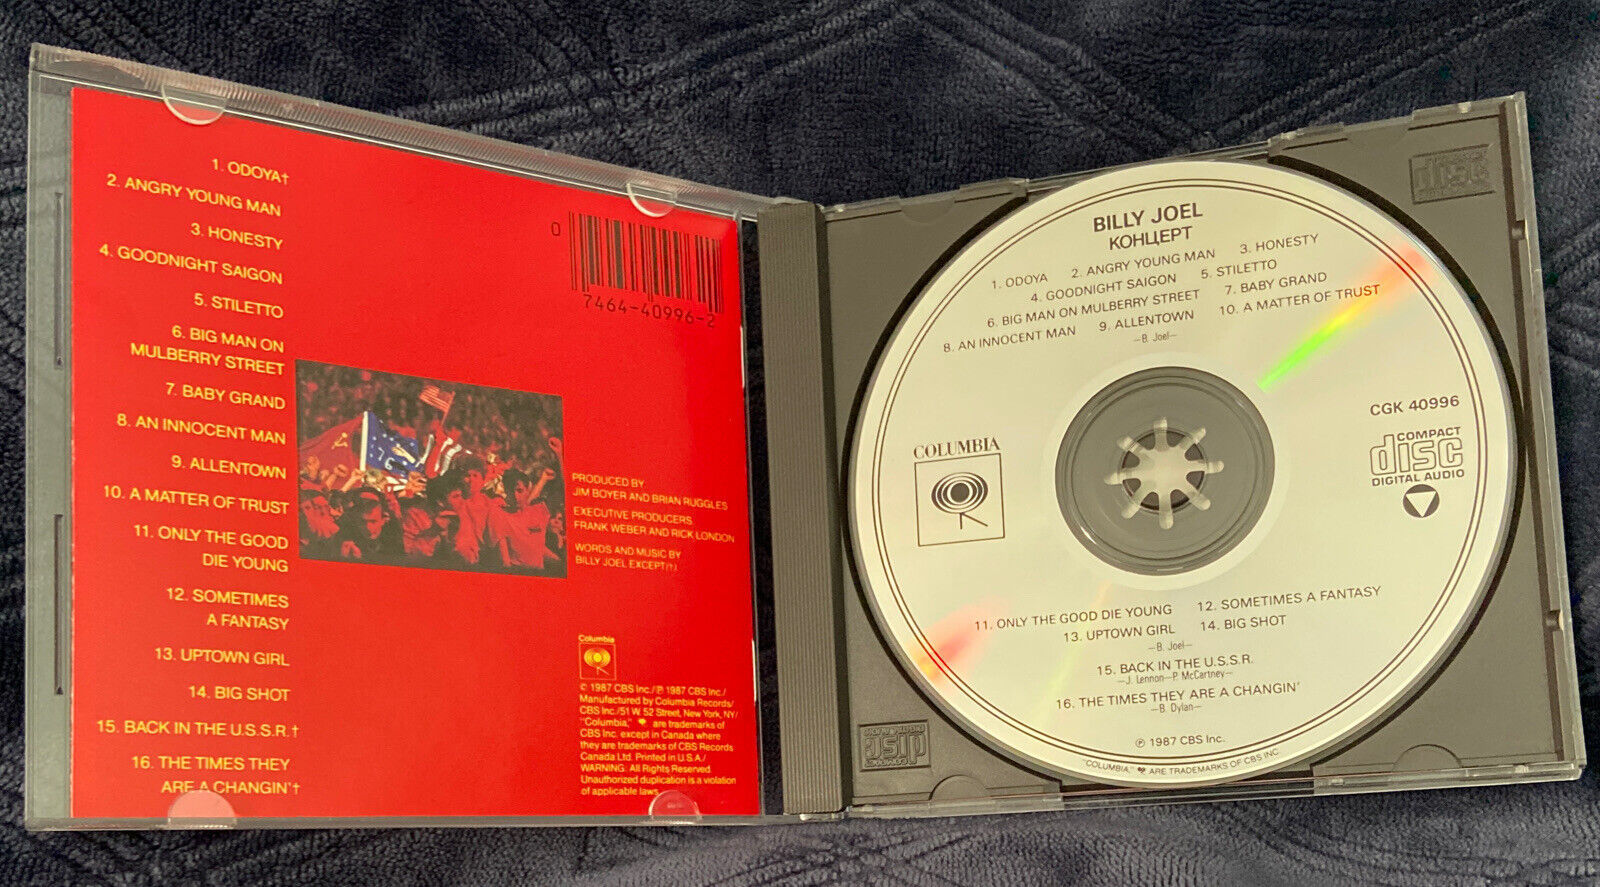 1. ODOYA†
2. ANGRY YOUNG MAN
3. HONESTY
4. GOODNIGHT SAIGON
5. STILETTO
6. BIG MAN ON
MULBERRY STREET
7. BABY GRAND
8. AN INNOCENT MAN
9. ALLENTOWN
10. A MATTER OF TRUST
11. ONLY THE GOOD
DIE YOUNG
12. SOMETIMES
A FANTASY
13. UPTOWN GIRL
14. BIG SHOT
15. BACK IN THE U.S.S.R.†
16. THE TIMES THEY
ARE A CHANGIN'†
0
7464-40996-2
76
PRODUCED BY
JIM BOYER AND BRIAN RUGGLES
EXECUTIVE PRODUCERS
FRANK WEBER AND RICK LONDON
WORDS AND MUSIC BY
BILLY JOEL EXCEPT(†).
Columbia
© 1987 CBS Inc./℗ 1987 CBS Inc./
Manufactured by Columbia Records/
CBS Inc./51 W. 52 Street, New York, NY/
"Columbia," are trademarks of
CBS Inc. except in Canada where
they are trademarks of CBS Records
Canada Ltd. Printed in U.S.A./
WARNING: All Rights Reserved.
Unauthorized duplication is a violation
of applicable laws.
BILLY JOEL
КОНЦЕРТ
1. ODOYA 2. ANGRY YOUNG MAN 3. HONESTY
4. GOODNIGHT SAIGON 5. STILETTO
6. BIG MAN ON MULBERRY STREET 7. BABY GRAND
8. AN INNOCENT MAN 9. ALLENTOWN 10. A MATTER OF TRUST
—B. Joel—
COLUMBIA
CGK 40996
COMPACT
disc
DIGITAL AUDIO
11. ONLY THE GOOD DIE YOUNG 12. SOMETIMES A FANTASY
13. UPTOWN GIRL 14. BIG SHOT
—B. Joel—
15. BACK IN THE U.S.S.R.
—J. Lennon—P. McCartney—
16. THE TIMES THEY ARE A CHANGIN'
—B. Dylan—
℗ 1987 CBS Inc.
"COLUMBIA," ARE TRADEMARKS OF CBS INC.
disc
COMPACT
disc